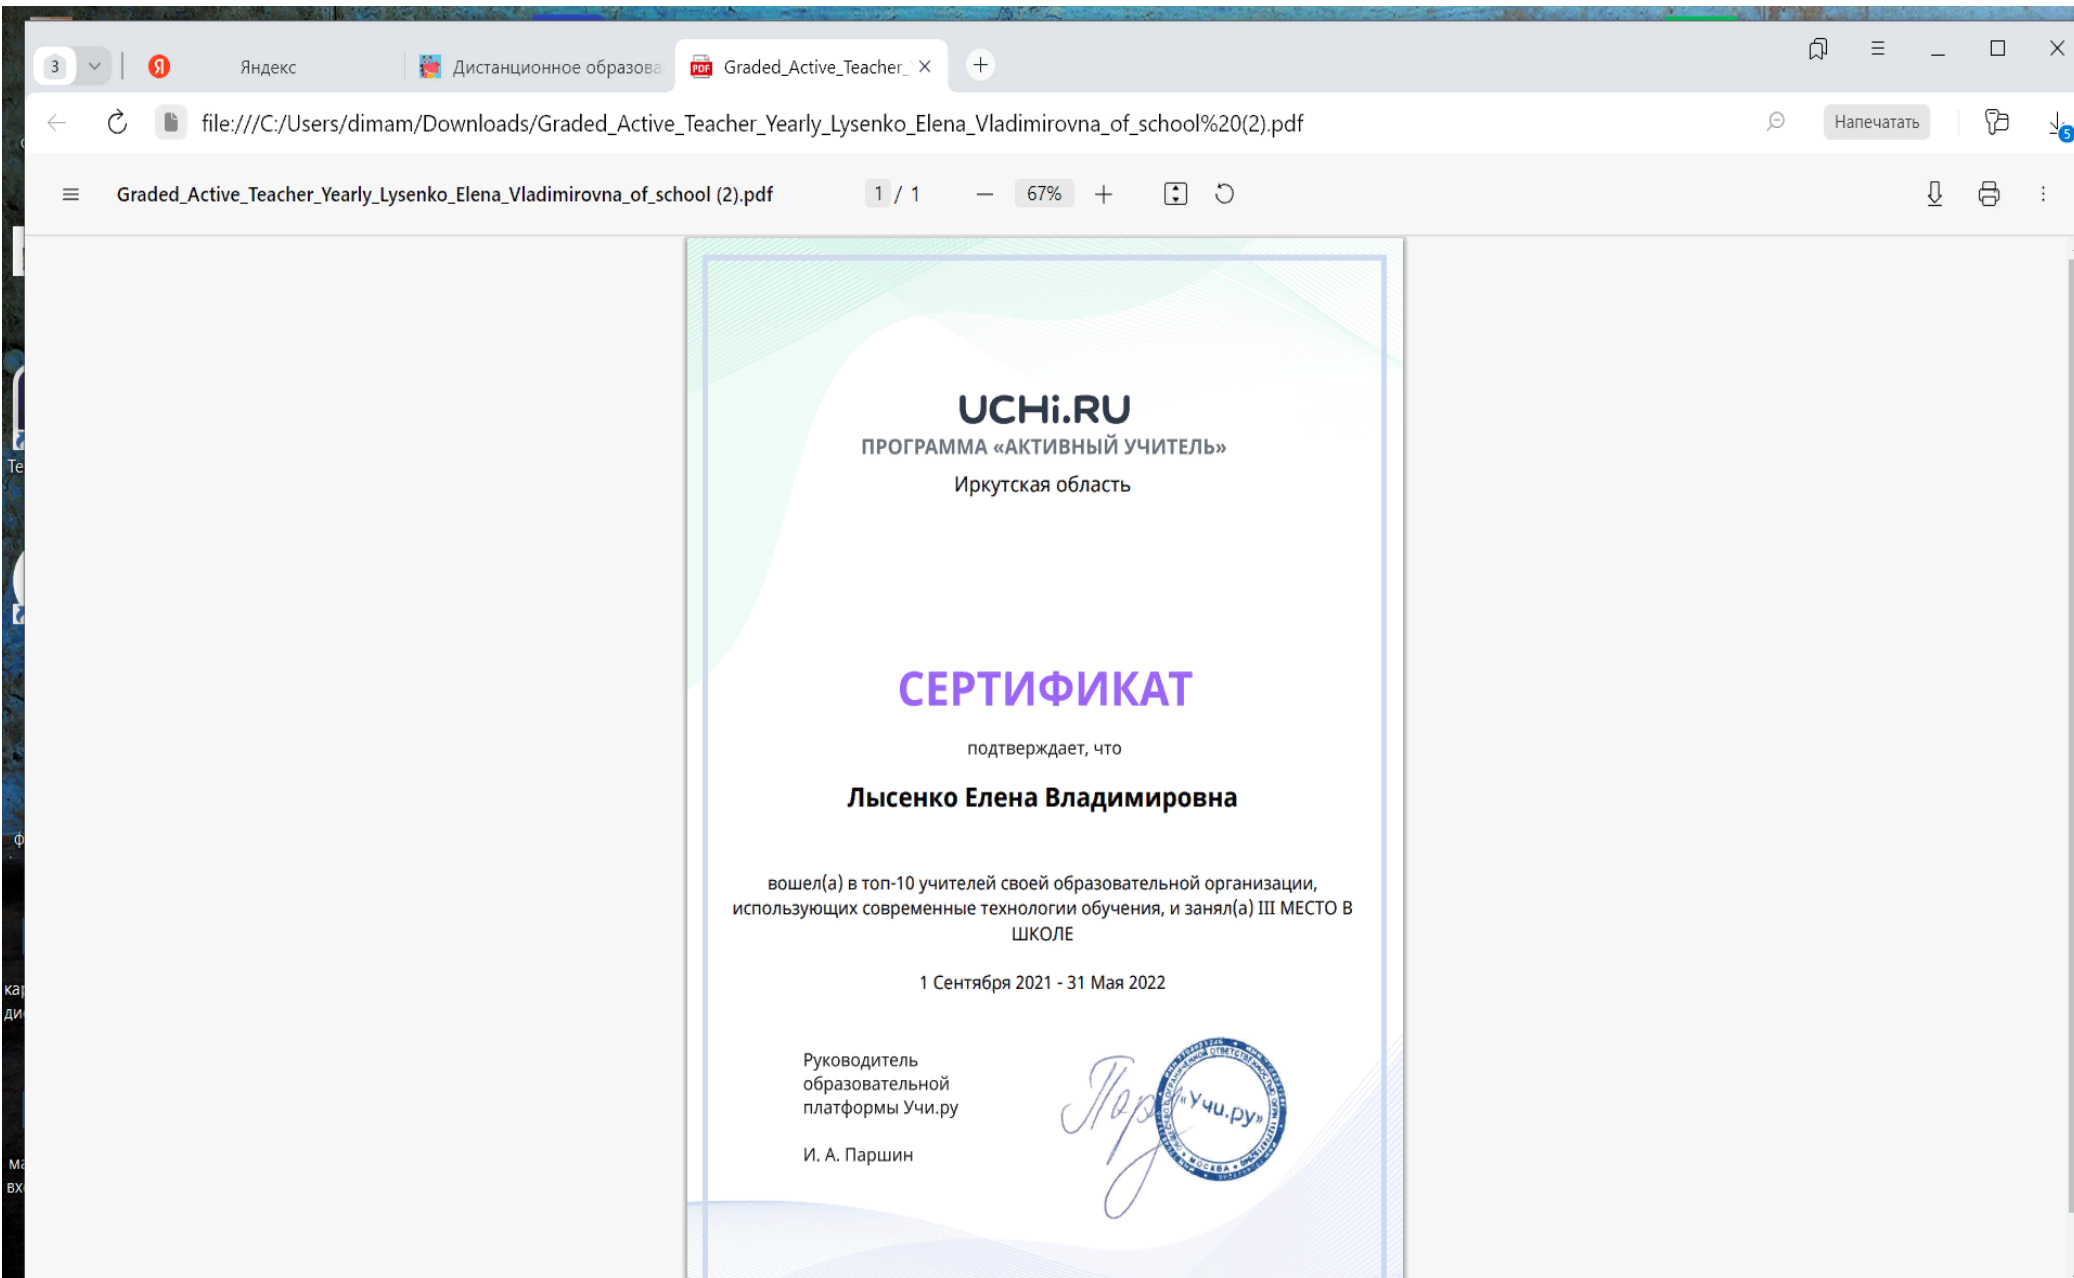 3
Я
Яндекс
Дистанционное образова
PDF
Graded_Active_Teacher_
file:///C:/Users/dimam/Downloads/Graded_Active_Teacher_Yearly_Lysenko_Elena_Vladimirovna_of_school%20(2).pdf
Напечатать
5
Graded_Active_Teacher_Yearly_Lysenko_Elena_Vladimirovna_of_school (2).pdf
1 / 1
67%
UCHi.RU
ПРОГРАММА «АКТИВНЫЙ УЧИТЕЛЬ»
Иркутская область
СЕРТИФИКАТ
подтверждает, что
Лысенко Елена Владимировна
вошел(а) в топ-10 учителей своей образовательной организации,
использующих современные технологии обучения, и занял(а) III МЕСТО В
ШКОЛЕ
1 Сентября 2021 - 31 Мая 2022
Руководитель
образовательной
платформы Учи.ру
И. А. Паршин
«Учи.ру»
МОСКВА